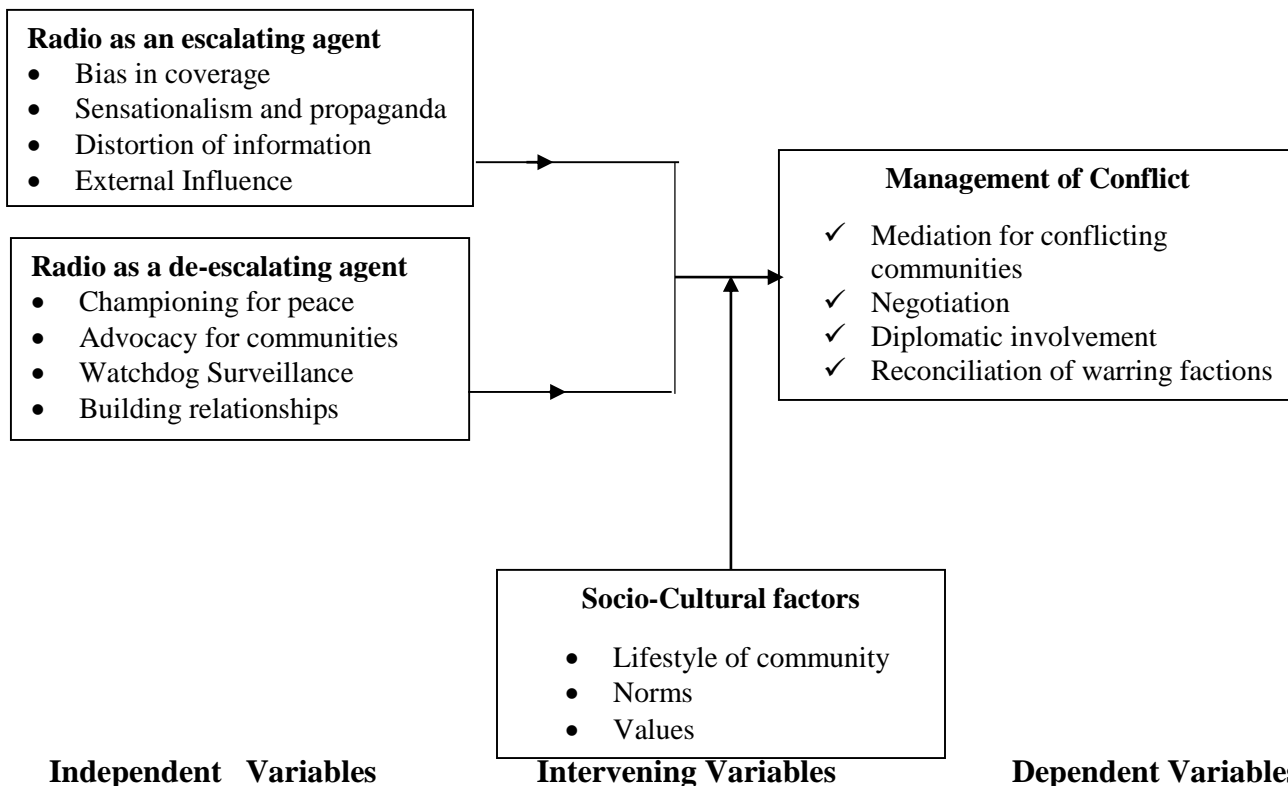 Radio as an escalating agent
• Bias in coverage
• Sensationalism and propaganda
• Distortion of information
• External Influence
Radio as a de-escalating agent
• Championing for peace
• Advocacy for communities
• Watchdog Surveillance
• Building relationships
Management of Conflict
✓ Mediation for conflicting
communities
✓ Negotiation
✓ Diplomatic involvement
✓ Reconciliation of warring factions
Socio-Cultural factors
• Lifestyle of community
• Norms
• Values
Independent Variables
Intervening Variables
Dependent Variables